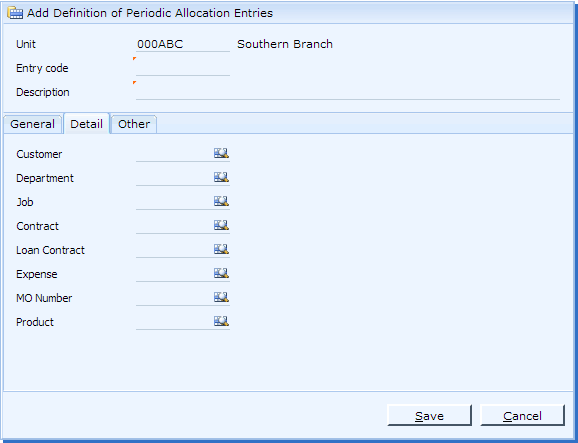 Add Definition of Periodic Allocation Entries
Unit 000ABC Southern Branch
Entry code
Description
General Detail Other
Customer
Department
Job
Contract
Loan Contract
Expense
MO Number
Product
Save Cancel